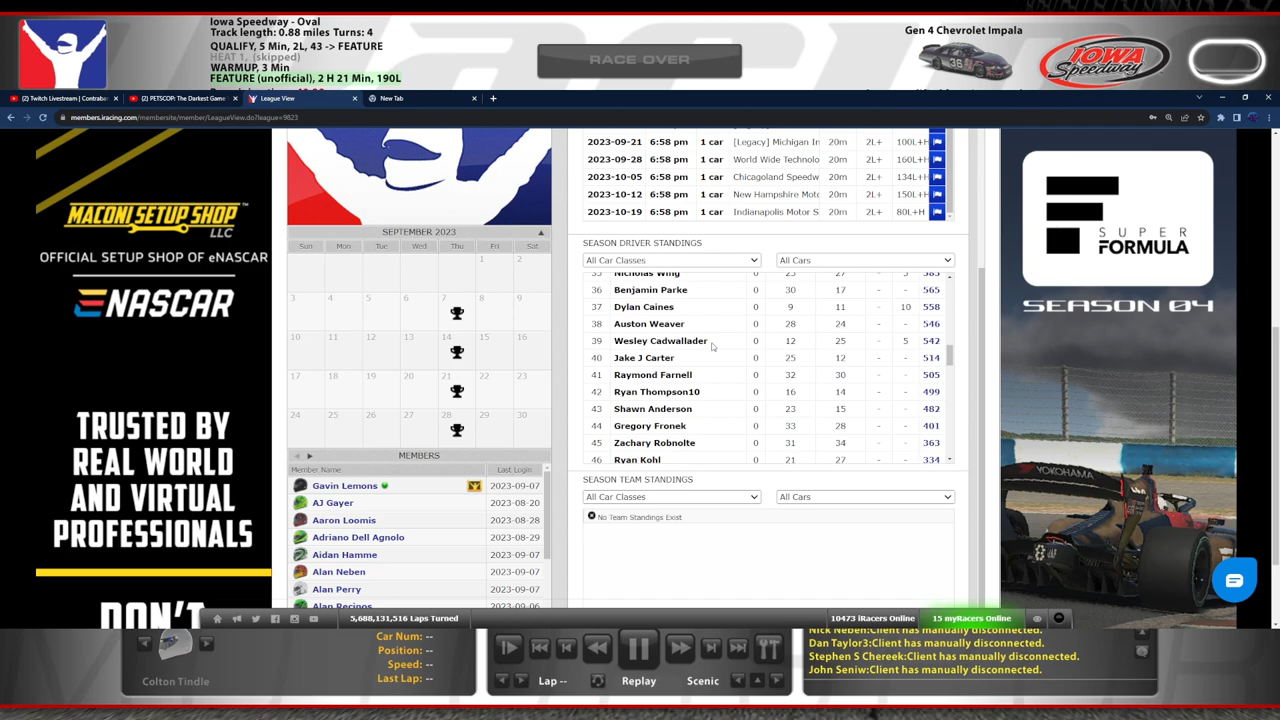 Iowa Speedway - Oval
Track length: 0.88 miles Turns: 4
QUALIFY, 5 Min, 2L, 43 -> FEATURE
HEAT 1, (skipped)
WARMUP, 3 Min
FEATURE (unofficial), 2 H 21 Min, 190L
RACE OVER
Gen 4 Chevrolet Impala
36
IOWA
Speedway
(2) Twitch Livestream | Contraba
(2) PETSCOP: The Darkest Game
League View
New Tab
members.iracing.com/membersite/member/LeagueView.do?league=9823
MACONI SETUP SHOP
LLC
OFFICIAL SETUP SHOP OF eNASCAR
eNASCAR
TRUSTED BY
REAL WORLD
AND VIRTUAL
PROFESSIONALS
DON'T
SEPTEMBER 2023
Sun Mon Tue Wed Thu Fri Sat
1 2
3 4 5 6 7 8 9
10 11 12 13 14 15 16
17 18 19 20 21 22 23
24 25 26 27 28 29 30
MEMBERS
Member Name Last Login
Gavin Lemons 2023-09-07
AJ Gayer 2023-08-20
Aaron Loomis 2023-08-28
Adriano Dell Agnolo 2023-08-29
Aidan Hamme 2023-09-07
Alan Neben 2023-09-07
Alan Perry 2023-09-07
Alan Recinos 2023-09-06
2023-09-21 6:58 pm 1 car [Legacy] Michigan In 20m 2L+ 100L+H
2023-09-28 6:58 pm 1 car World Wide Technolo 20m 2L+ 160L+H
2023-10-05 6:58 pm 1 car Chicagoland Speedw 20m 2L+ 134L+H
2023-10-12 6:58 pm 1 car New Hampshire Moto 20m 2L+ 150L+H
2023-10-19 6:58 pm 1 car Indianapolis Motor S 20m 2L+ 80L+H
SEASON DRIVER STANDINGS
All Car Classes All Cars
35 Nicholas Wing 0 25 27 - 5 585
36 Benjamin Parke 0 30 17 - - 565
37 Dylan Caines 0 9 11 - 10 558
38 Auston Weaver 0 28 24 - - 546
39 Wesley Cadwallader 0 12 25 - 5 542
40 Jake J Carter 0 25 12 - - 514
41 Raymond Farnell 0 32 30 - - 505
42 Ryan Thompson10 0 16 14 - - 499
43 Shawn Anderson 0 23 15 - - 482
44 Gregory Fronek 0 33 28 - - 401
45 Zachary Robnolte 0 31 34 - - 363
46 Ryan Kohl 0 21 27 - - 334
SEASON TEAM STANDINGS
All Car Classes All Cars
No Team Standings Exist
SUPER
FORMULA
SEASON 04
YOKOHAMA
5,688,131,516 Laps Turned
10473 iRacers Online
15 myRacers Online
Colton Tindle
Car Num: --
Position: --
Speed: --
Last Lap: --
Lap -- Replay Scenic
Nick Neben:Client has manually disconnected.
Dan Taylor3:Client has manually disconnected.
Stephen S Chereek:Client has manually disconnected.
John Seniw:Client has manually disconnected.